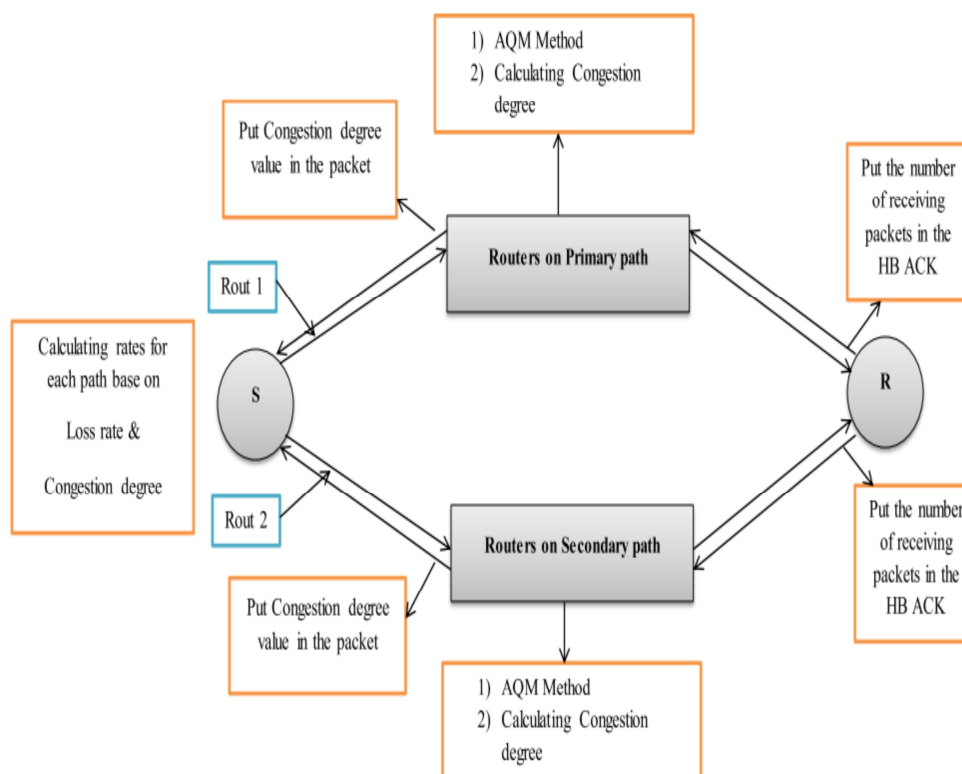 1) AQM Method
2) Calculating Congestion
degree
Put Congestion degree
value in the packet
Put the number
of receiving
packets in the
HB ACK
Routers on Primary path
Rout 1
Calculating rates for
each path base on
Loss rate &
Congestion degree
S
R
Rout 2
Routers on Secondary path
Put the number
of receiving
packets in the
HB ACK
Put Congestion degree
value in the packet
1) AQM Method
2) Calculating Congestion
degree